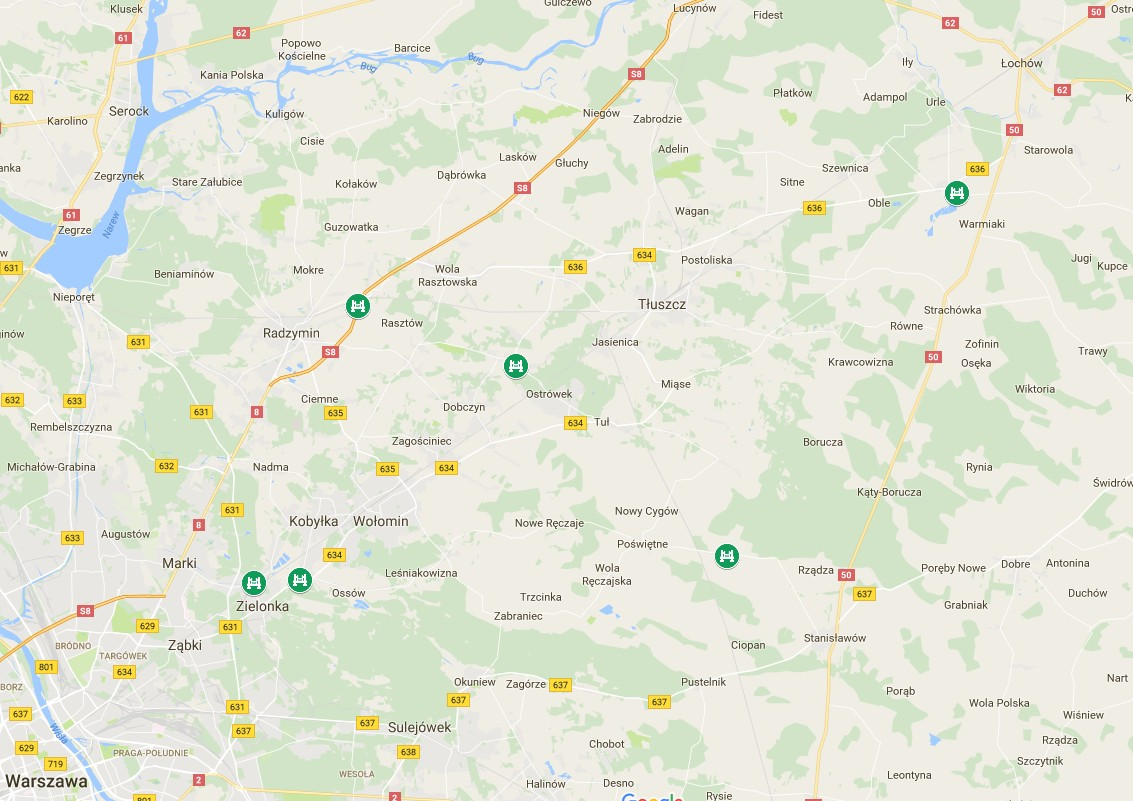 Klusek
Gulczewo
Lucynów
Fidest
62
50
61
62
Popowo
Kościelne
Barcice
Bug
Bug
Kania Polska
S8
Iły
Łochów
62
622
Płatków
Adampol
Urle
Serock
Karolino
Kuligów
Niegów
Zabrodzie
50
Cisie
Adelin
Starowola
Lasków
Głuchy
Szewnica
636
Zegrzynek
Stare Załubice
Kołaków
Dąbrówka
S8
Sitne
Oble
61
Zegrze
Narew
Guzowatka
Wagan
636
Warmiaki
631
Beniaminów
Mokre
Wola
Rasztowska
636
634
Postoliska
Jugi
Kupce
Nieporęt
Tłuszcz
Strachówka
Radzymin
Rasztów
Równe
631
S8
Jasienica
Zofinin
Osęka
Trawy
Krawcowizna
50
Miąse
Wiktoria
632
633
631
8
Ciemne
635
Dobczyn
Ostrówek
634
Tuł
Rembelszczyzna
Zagościniec
Borucza
Michałów-Grabina
632
Nadma
635
634
Rynia
631
Kąty-Borucza
8
Kobyłka
Wołomin
Nowe Ręczaje
Nowy Cygów
633
Augustów
634
Poświętne
Marki
Leśniakowizna
Wola
Ręczajska
Rządza
50
Poręby Nowe
Dobre
Antonina
Zielonka
Ossów
Trzcinka
637
Grabniak
Duchów
S8
629
631
Zabraniec
Ząbki
Ciopan
Stanisławów
BRÓDNO
TARGÓWEK
801
634
Okuniew
Zagórze
637
Pustelnik
Nart
Porąb
637
637
Wola Polska
637
631
637
637
Sulejówek
Wiśniew
Wisła
629
PRAGA-POŁUDNIE
638
Chobot
Rządza
719
WESOŁA
Szczytnik
Warszawa
2
Halinów
Desno
Leontyna
801
2
Google
Rysie